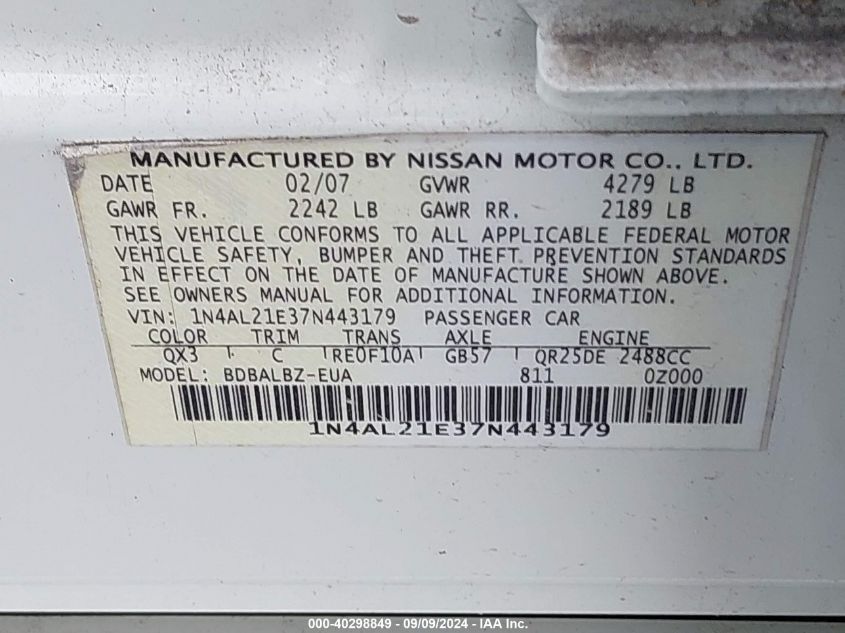 MANUFACTURED BY NISSAN MOTOR CO., LTD.
DATE 02/07 GVWR 4279 LB
GAWR FR. 2242 LB GAWR RR. 2189 LB
THIS VEHICLE CONFORMS TO ALL APPLICABLE FEDERAL MOTOR
VEHICLE SAFETY, BUMPER AND THEFT PREVENTION STANDARDS
IN EFFECT ON THE DATE OF MANUFACTURE SHOWN ABOVE.
SEE OWNERS MANUAL FOR ADDITIONAL INFORMATION.
VIN: 1N4AL21E37N443179 PASSENGER CAR
COLOR TRIM TRANS AXLE ENGINE
QX3 C RE0F10A GB57 QR25DE 2488CC
MODEL: BDBALBZ-EUA 811 0Z000
1N4AL21E37N443179
000-40298849 - 09/09/2024 - IAA Inc.